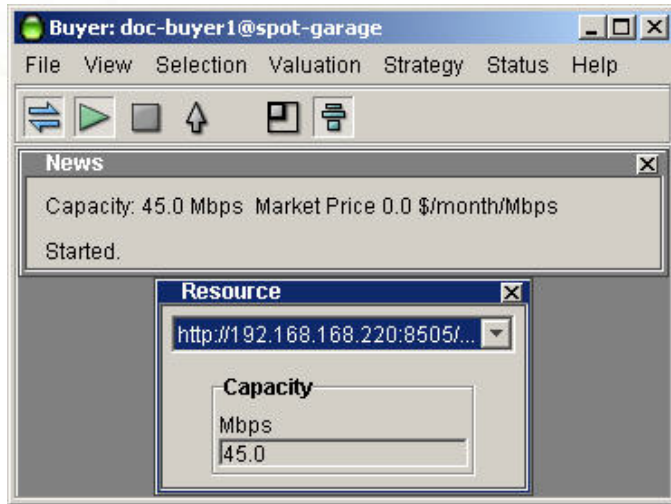 Buyer: doc-buyer1@spot-garage
File View Selection Valuation Strategy Status Help
News
Capacity: 45.0 Mbps Market Price 0.0 $/month/Mbps
Started.
Resource
http://192.168.168.220:8505/...
Capacity
Mbps
45.0